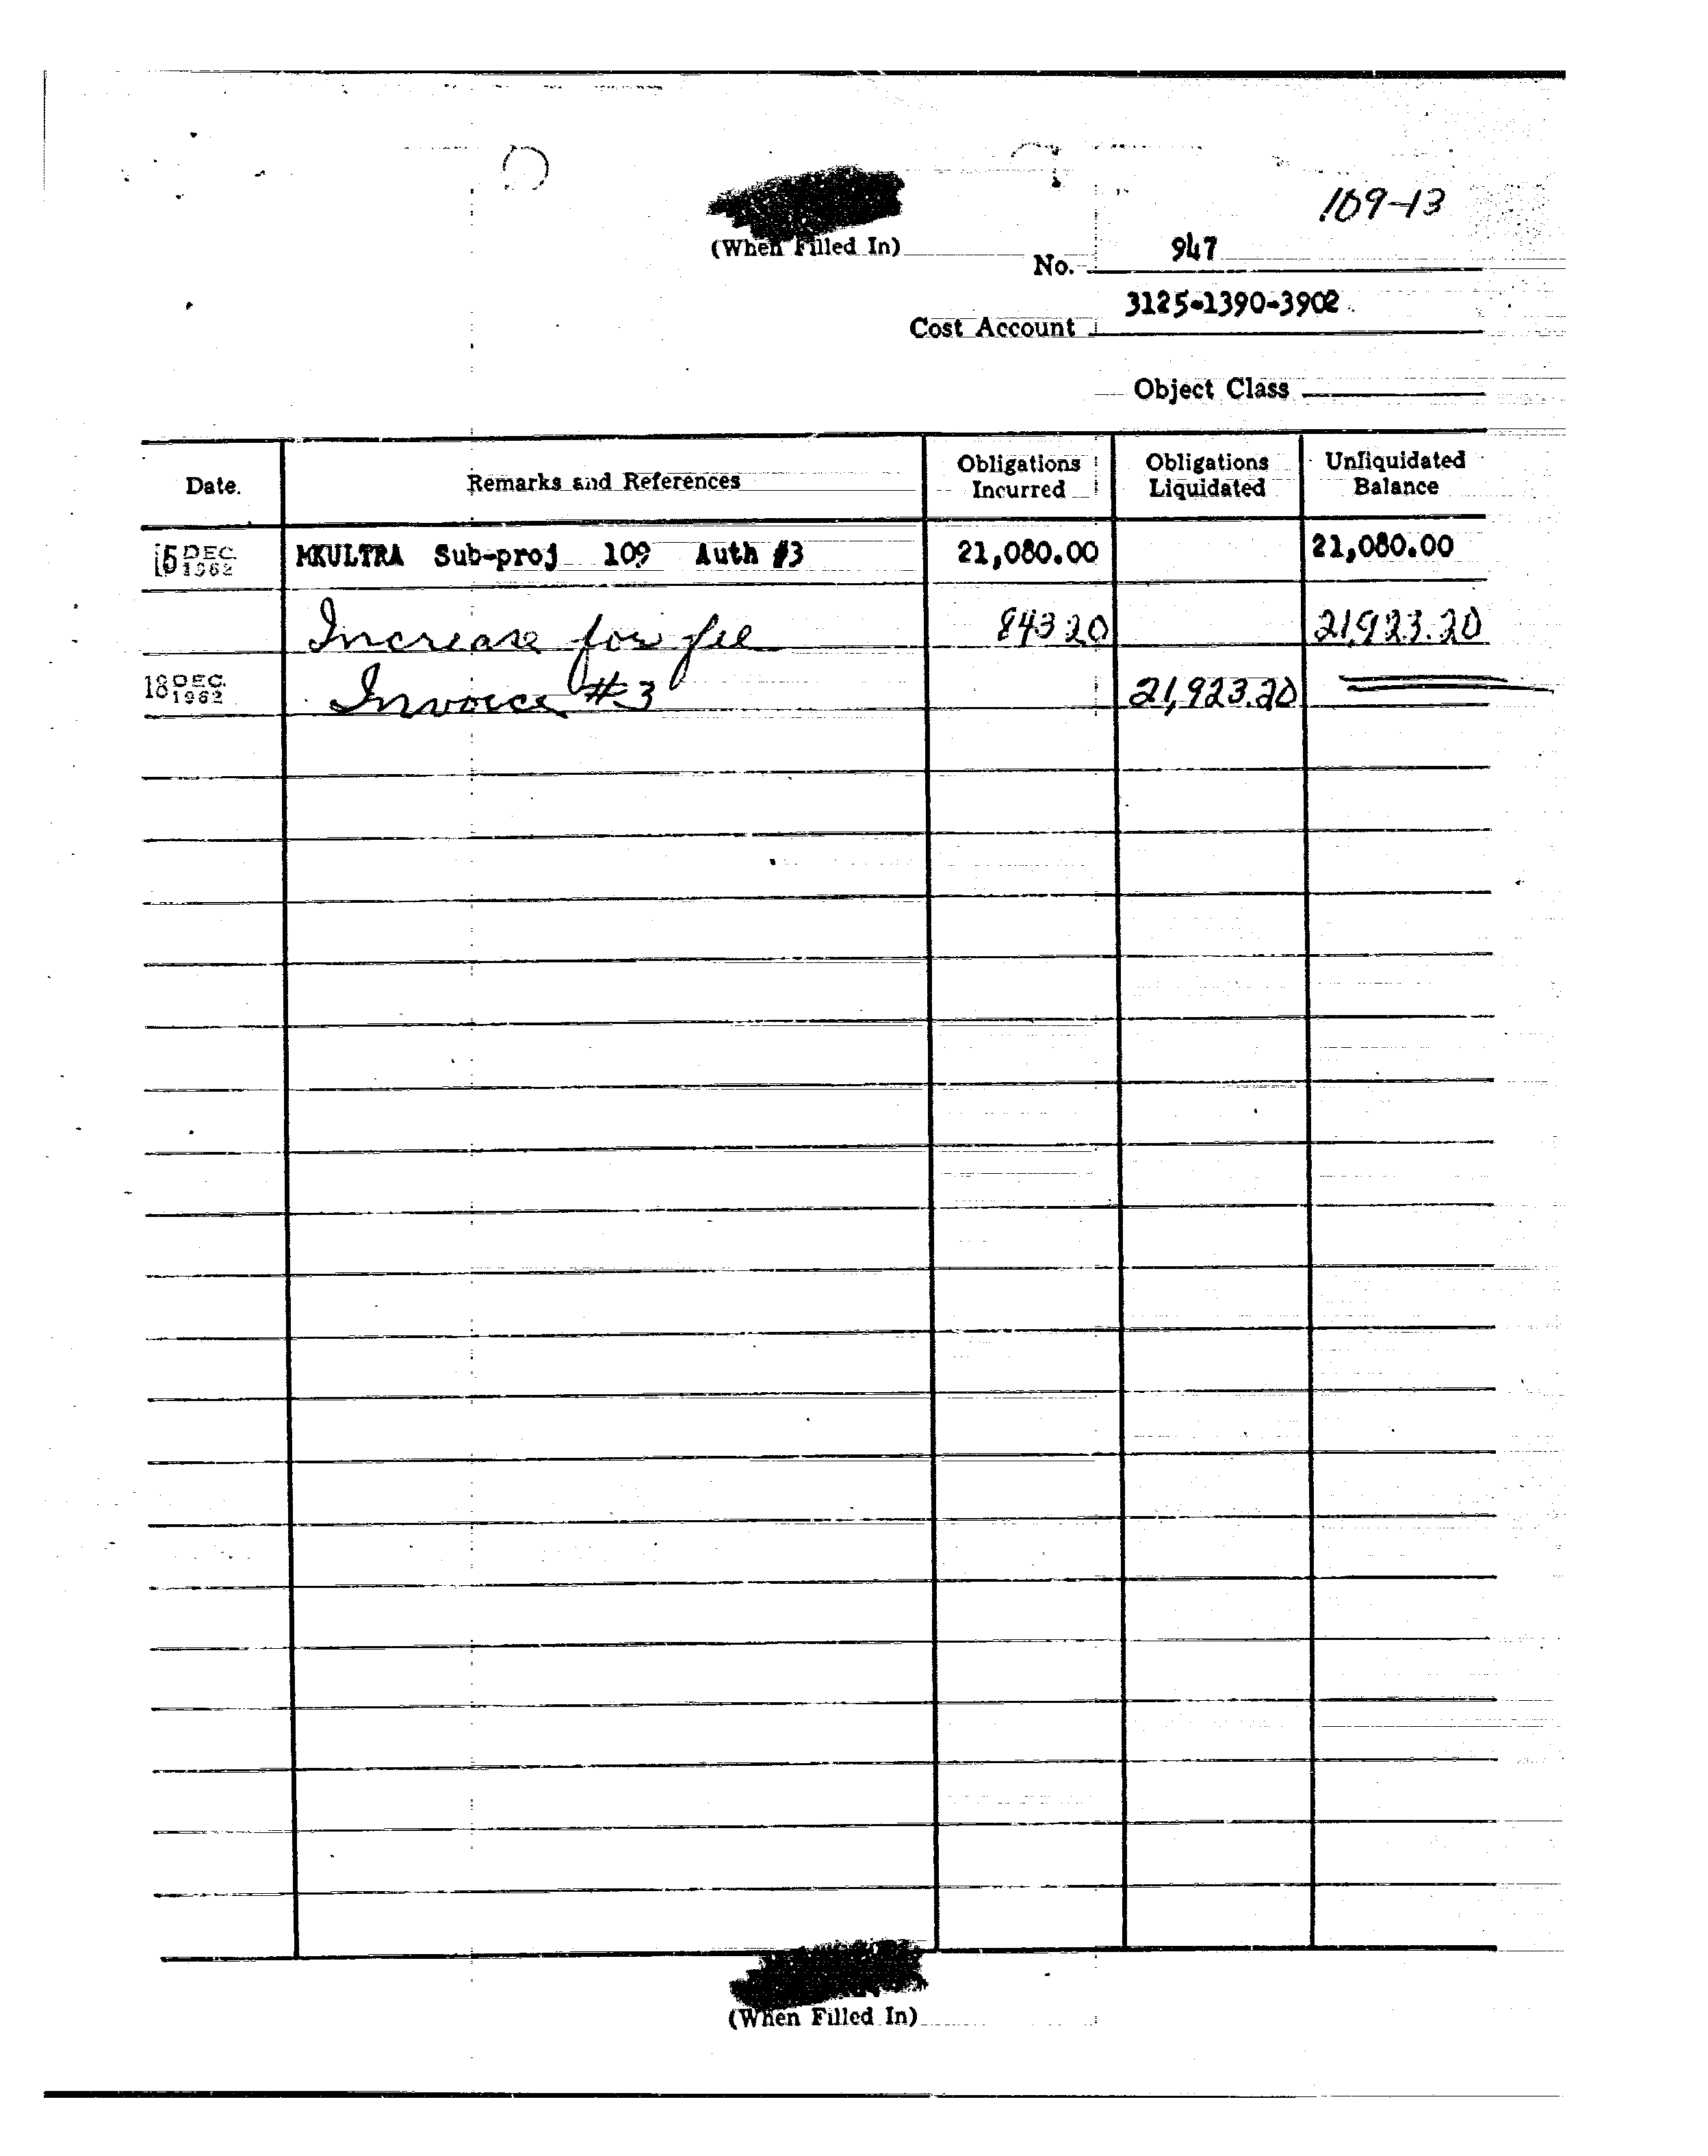 109-13
(When Filled In)
No. 947
Cost Account 3125-1390-3902
Object Class
Date. Remarks and References Obligations Incurred Obligations Liquidated Unliquidated Balance
15 DEC. 1962 MKULTRA Sub-proj 109 Auth #3 21,080.00 21,080.00
Increase for fee 843 20 21,923.20
18 DEC. 1962 Invoice #3 21,923.20
(When Filled In)